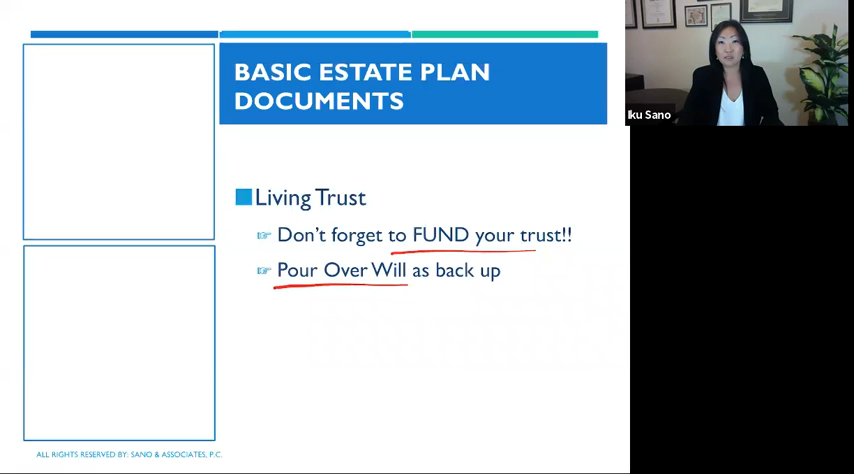 BASIC ESTATE PLAN
DOCUMENTS
Living Trust
Don't forget to FUND your trust!!
Pour Over Will as back up
ALL RIGHTS RESERVED BY: SANO & ASSOCIATES, P.C.
Iku Sano